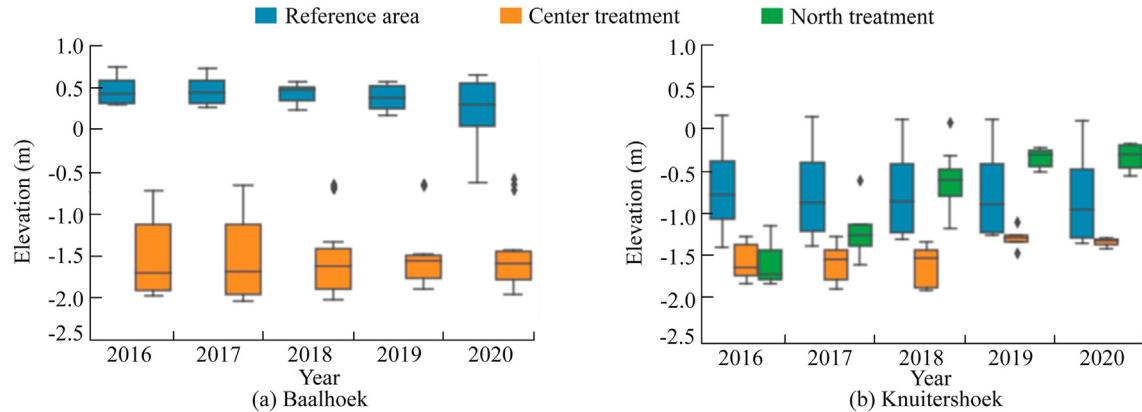 Reference area Center treatment North treatment
1.0
0.5
0
-0.5
-1.0
-1.5
-2.0
-2.5
Elevation (m)
2016 2017 2018 2019 2020
Year
(a) Baalhoek
1.0
0.5
0
-0.5
-1.0
-1.5
-2.0
-2.5
Elevation (m)
2016 2017 2018 2019 2020
Year
(b) Knuitershoek